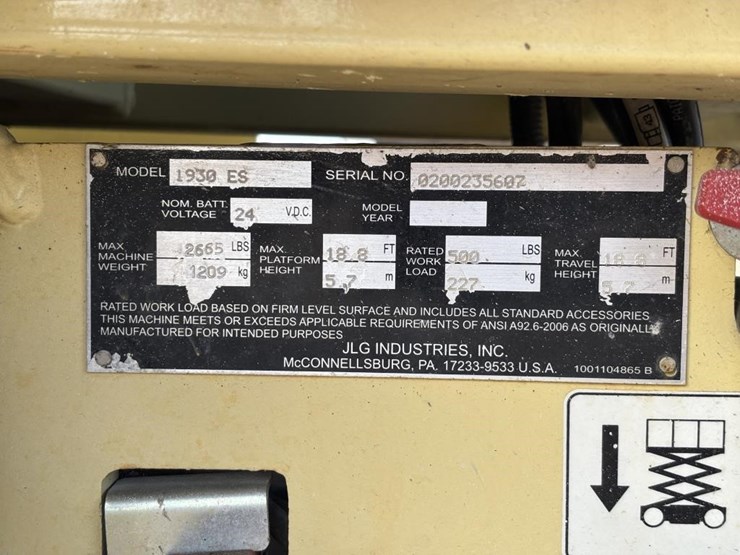 MODEL 1930 ES SERIAL NO. 0200235607
NOM. BATT. VOLTAGE 24 V.D.C. MODEL YEAR
MAX MACHINE WEIGHT 2665 LBS 1209 kg
MAX. PLATFORM HEIGHT 18.8 FT 5.7 m
RATED WORK LOAD 500 LBS 227 kg
MAX. TRAVEL HEIGHT 18.8 FT 5.7 m
RATED WORK LOAD BASED ON FIRM LEVEL SURFACE AND INCLUDES ALL STANDARD ACCESSORIES
THIS MACHINE MEETS OR EXCEEDS APPLICABLE REQUIREMENTS OF ANSI A92.6-2006 AS ORIGINALLY
MANUFACTURED FOR INTENDED PURPOSES
JLG INDUSTRIES, INC.
McCONNELLSBURG, PA. 17233-9533 U.S.A. 1001104865 B